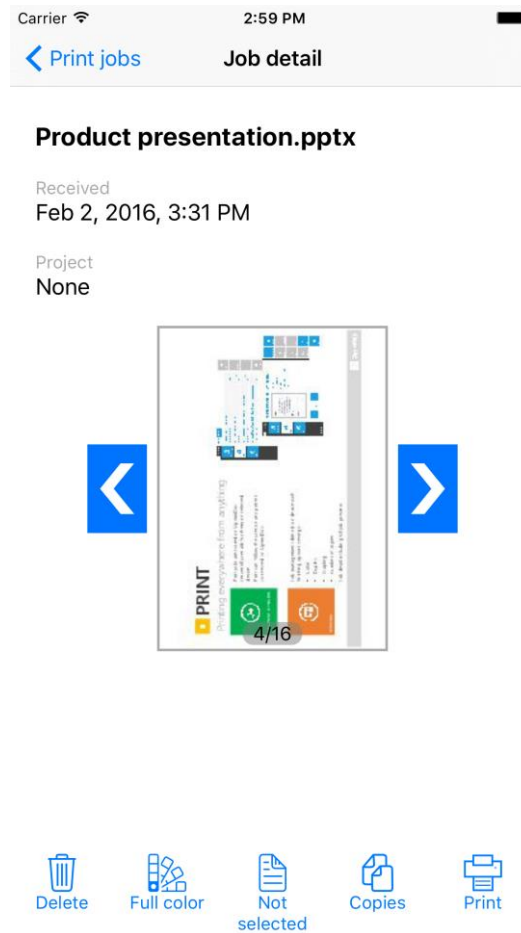 Carrier 2:59 PM
Print jobs Job detail
Product presentation.pptx
Received
Feb 2, 2016, 3:31 PM
Project
None
PRINT
Printing everywhere from anything
4/16
Delete Full color Not selected Copies Print